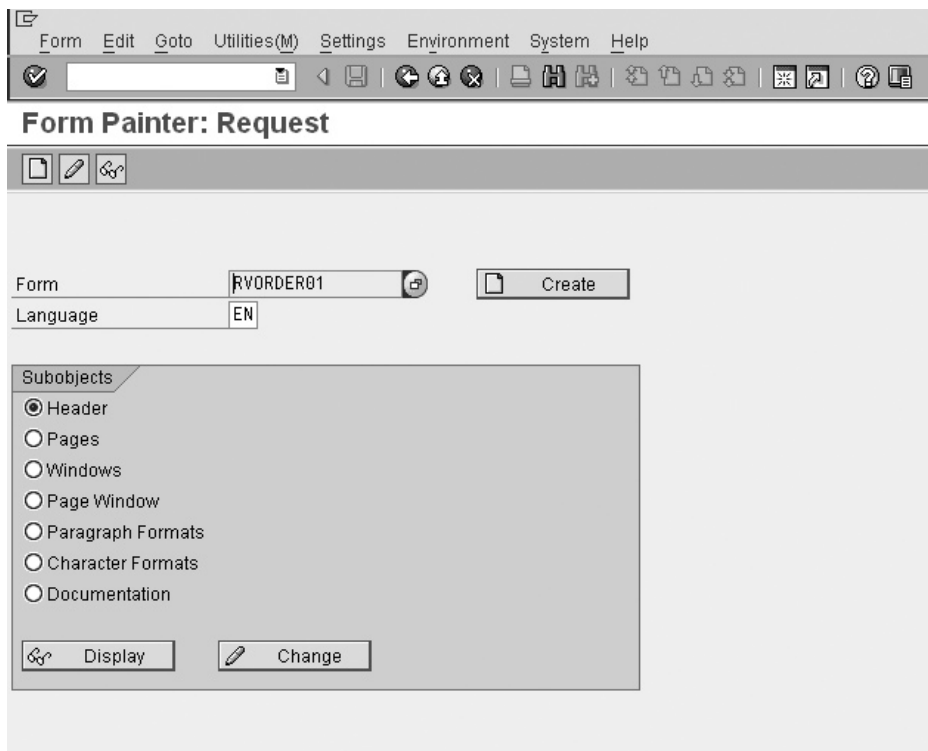 Form Edit Goto Utilities(M) Settings Environment System Help
Form Painter: Request
Form RVORDER01 Create
Language EN
Subobjects
Header
Pages
Windows
Page Window
Paragraph Formats
Character Formats
Documentation
Display Change